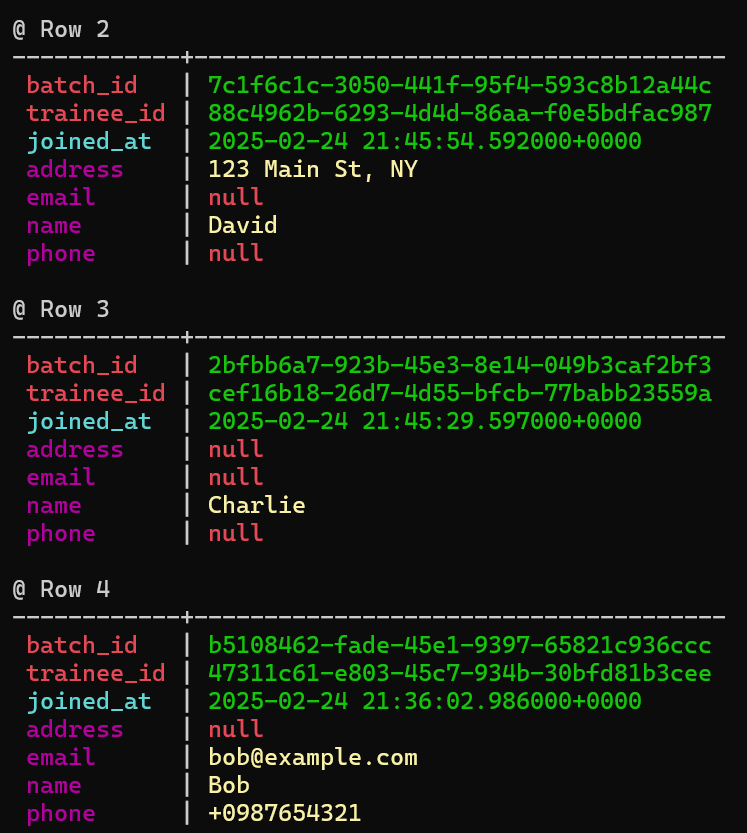 @ Row 2
-------------+--------------------------------------
 batch_id    | 7c1f6c1c-3050-441f-95f4-593c8b12a44c
 trainee_id  | 88c4962b-6293-4d4d-86aa-f0e5bdfac987
 joined_at   | 2025-02-24 21:45:54.592000+0000
 address     | 123 Main St, NY
 email       | null
 name        | David
 phone       | null

@ Row 3
-------------+--------------------------------------
 batch_id    | 2bfbb6a7-923b-45e3-8e14-049b3caf2bf3
 trainee_id  | cef16b18-26d7-4d55-bfcb-77babb23559a
 joined_at   | 2025-02-24 21:45:29.597000+0000
 address     | null
 email       | null
 name        | Charlie
 phone       | null

@ Row 4
-------------+--------------------------------------
 batch_id    | b5108462-fade-45e1-9397-65821c936ccc
 trainee_id  | 47311c61-e803-45c7-934b-30bfd81b3cee
 joined_at   | 2025-02-24 21:36:02.986000+0000
 address     | null
 email       | bob@example.com
 name        | Bob
 phone       | +0987654321